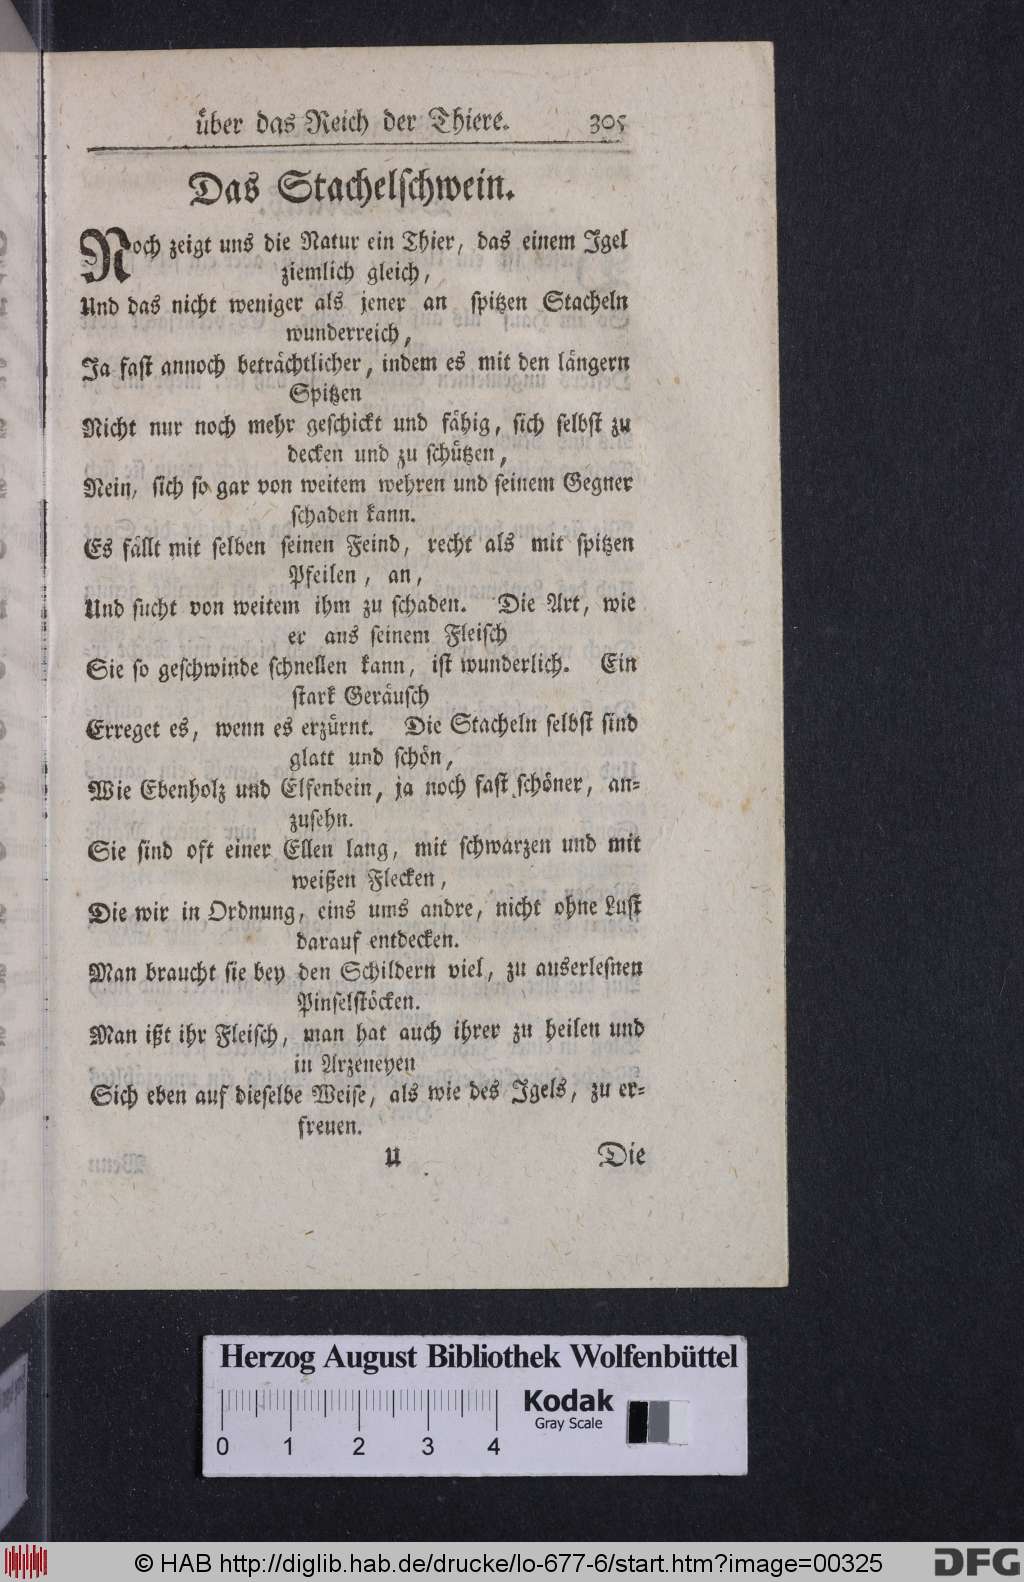 über das Reich der Thiere. 305
Das Stachelschwein.
Noch zeigt uns die Natur ein Thier, das einem Igel
ziemlich gleich,
Und das nicht weniger als jener an spitzen Stacheln
wunderreich,
Ja fast annoch beträchtlicher, indem es mit den längern
Spitzen
Nicht nur noch mehr geschickt und fähig, sich selbst zu
decken und zu schützen,
Nein, sich so gar von weitem wehren und seinem Gegner
schaden kann.
Es fällt mit selben seinen Feind, recht als mit spitzen
Pfeilen, an,
Und sucht von weitem ihm zu schaden. Die Art, wie
er aus seinem Fleisch
Sie so geschwinde schnellen kann, ist wunderlich. Ein
stark Geräusch
Erreget es, wenn es erzürnt. Die Stacheln selbst sind
glatt und schön,
Wie Ebenholz und Elfenbein, ja noch fast schöner, an-
zusehn.
Sie sind oft einer Ellen lang, mit schwarzen und mit
weißen Flecken,
Die wir in Ordnung, eins ums andre, nicht ohne Lust
darauf entdecken.
Man braucht sie bey den Schildern viel, zu auserlesnen
Pinselstöcken.
Man ißt ihr Fleisch, man hat auch ihrer zu heilen und
in Arzeneyen
Sich eben auf dieselbe Weise, als wie des Igels, zu er-
freuen.
U Die
Herzog August Bibliothek Wolfenbüttel
Kodak
Gray Scale
0 1 2 3 4
© HAB http://diglib.hab.de/drucke/lo-677-6/start.htm?image=00325
DFG